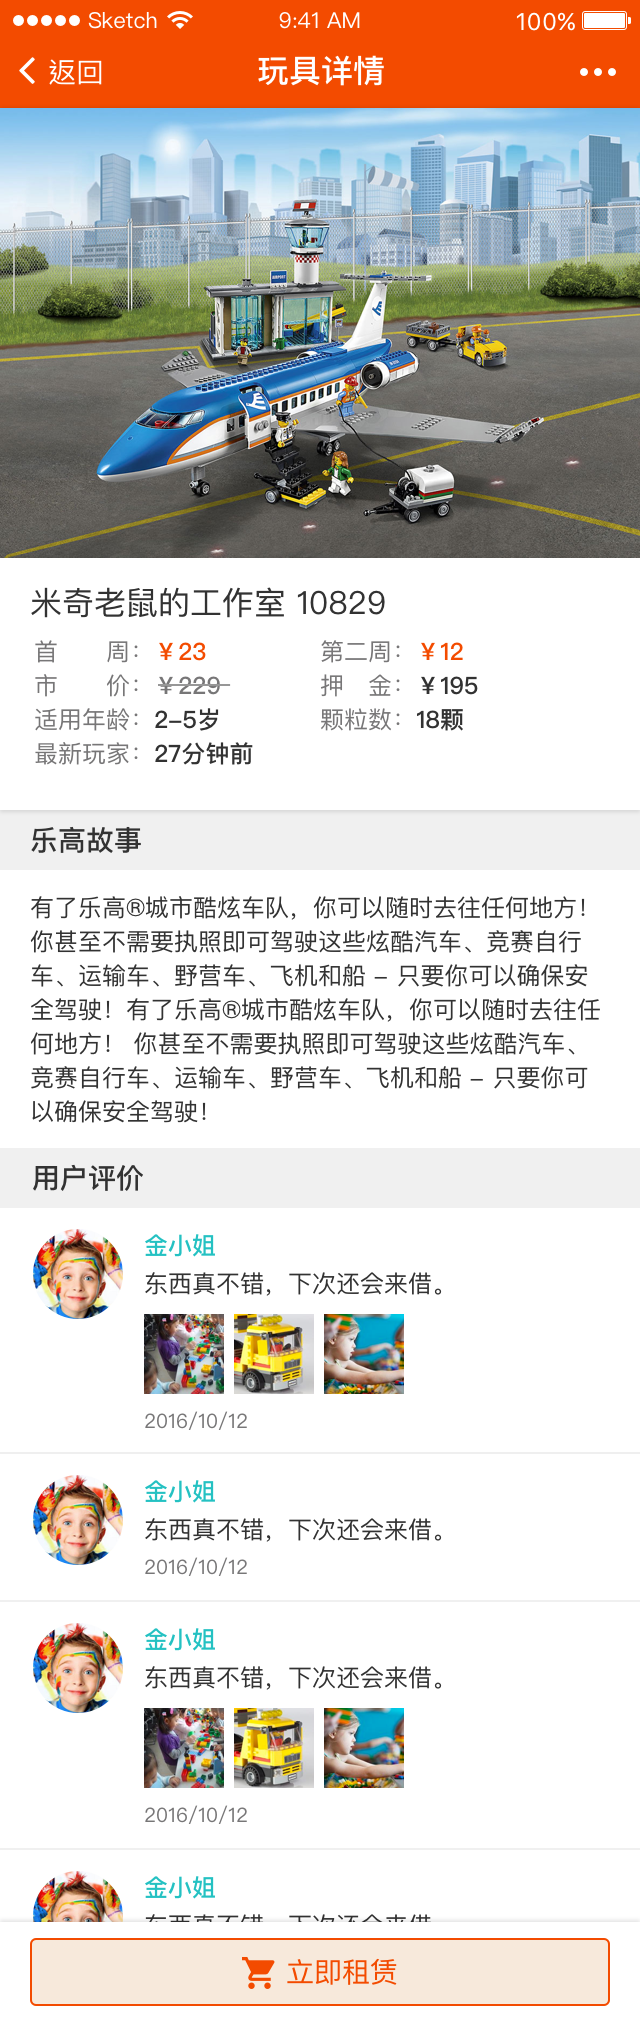 Sketch 9:41 AM 100%
返回 玩具详情
AIRPORT
米奇老鼠的工作室 10829
首 周： ￥23 第二周： ￥12
市 价： ￥229 押 金： ￥195
适用年龄： 2-5岁 颗粒数： 18颗
最新玩家： 27分钟前
乐高故事
有了乐高®城市酷炫车队，你可以随时去往任何地方！
你甚至不需要执照即可驾驶这些炫酷汽车、竞赛自行
车、运输车、野营车、飞机和船 – 只要你可以确保安
全驾驶！有了乐高®城市酷炫车队，你可以随时去往任
何地方！ 你甚至不需要执照即可驾驶这些炫酷汽车、
竞赛自行车、运输车、野营车、飞机和船 – 只要你可
以确保安全驾驶！
用户评价
金小姐
东西真不错，下次还会来借。
2016/10/12
金小姐
东西真不错，下次还会来借。
2016/10/12
金小姐
东西真不错，下次还会来借。
2016/10/12
金小姐
立即租赁